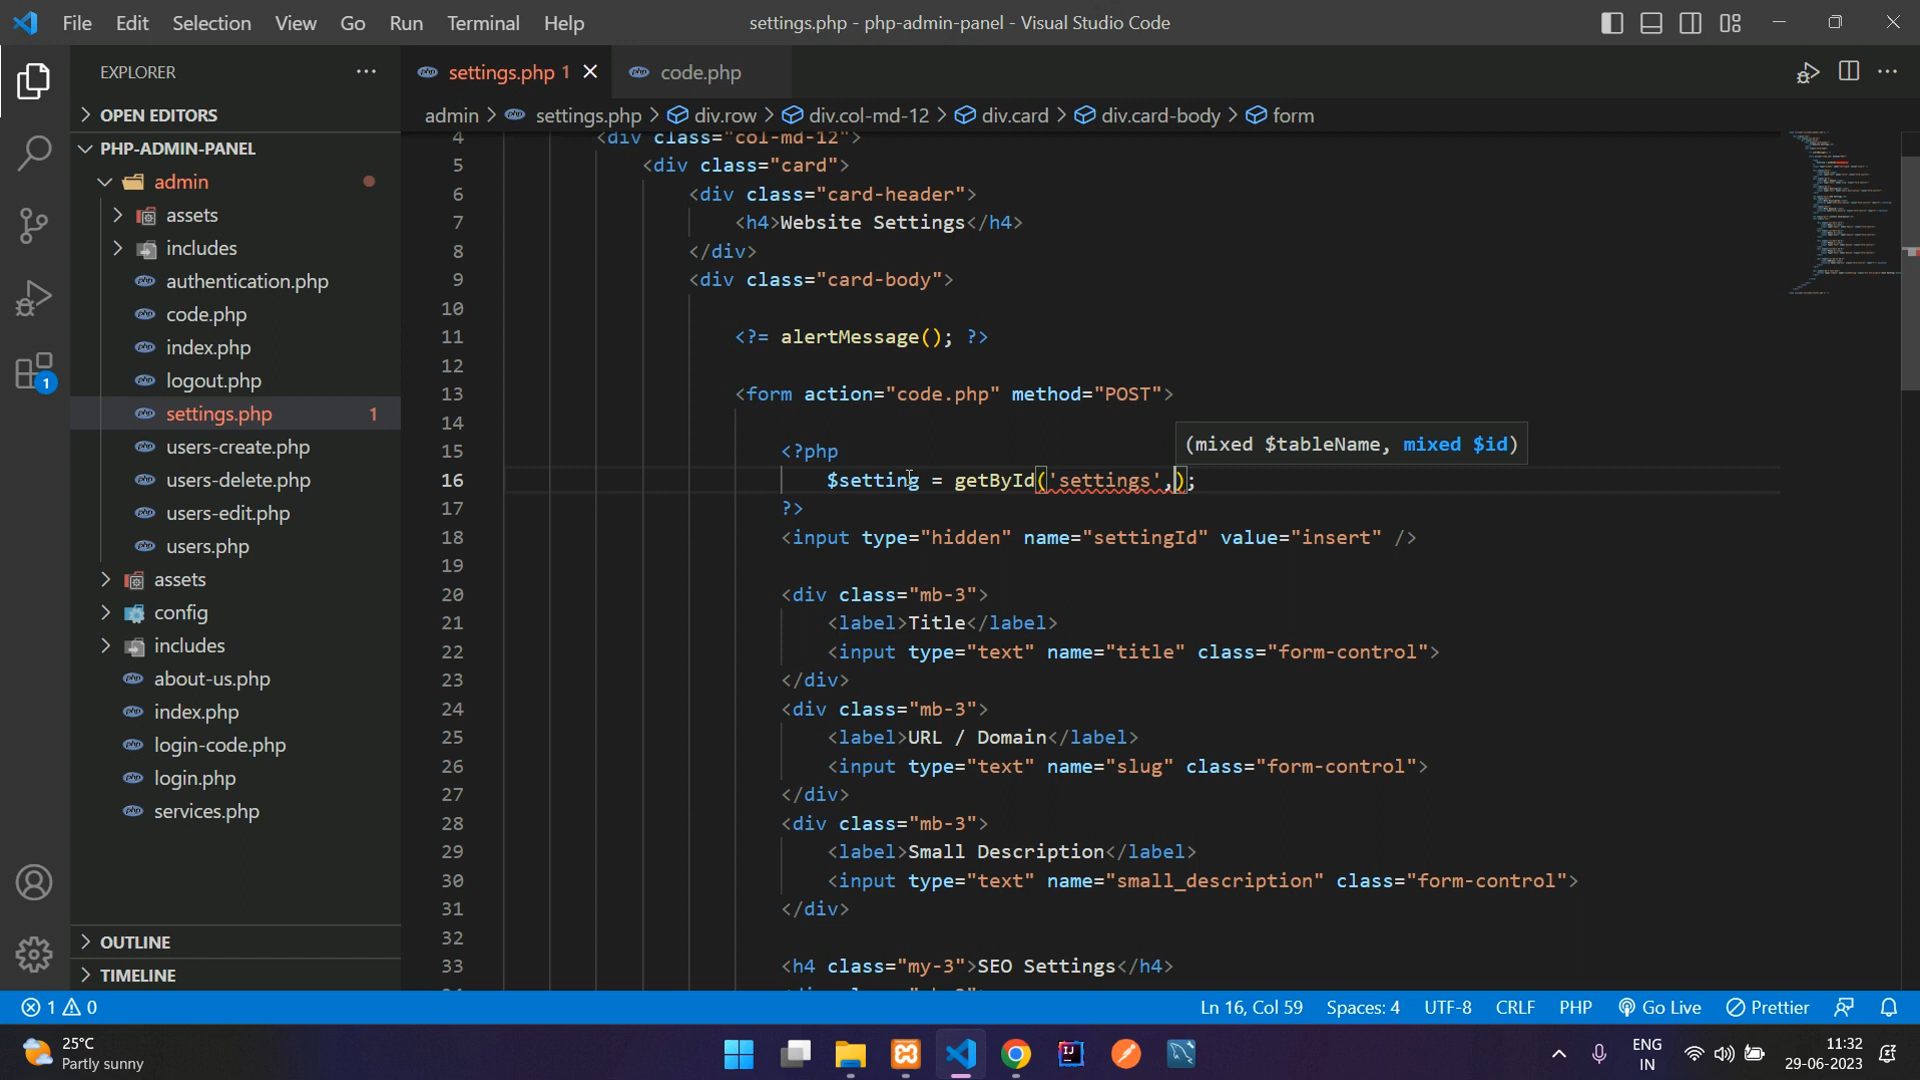 File Edit Selection View Go Run Terminal Help
settings.php - php-admin-panel - Visual Studio Code
EXPLORER
settings.php 1
code.php
OPEN EDITORS
admin > settings.php > div.row > div.col-md-12 > div.card > div.card-body > form
PHP-ADMIN-PANEL
admin
assets
includes
authentication.php
code.php
index.php
logout.php
settings.php 1
users-create.php
users-delete.php
users-edit.php
users.php
assets
config
includes
about-us.php
index.php
login-code.php
login.php
services.php
OUTLINE
TIMELINE
1
4 <div class="col-md-12">
5 <div class="card">
6 <div class="card-header">
7 <h4>Website Settings</h4>
8 </div>
9 <div class="card-body">
10
11 <?= alertMessage(); ?>
12
13 <form action="code.php" method="POST">
14
(mixed $tableName, mixed $id)
15 <?php
16 $setting = getById('settings',);
17 ?>
18 <input type="hidden" name="settingId" value="insert" />
19
20 <div class="mb-3">
21 <label>Title</label>
22 <input type="text" name="title" class="form-control">
23 </div>
24 <div class="mb-3">
25 <label>URL / Domain</label>
26 <input type="text" name="slug" class="form-control">
27 </div>
28 <div class="mb-3">
29 <label>Small Description</label>
30 <input type="text" name="small_description" class="form-control">
31 </div>
32
33 <h4 class="my-3">SEO Settings</h4>
1 0
Ln 16, Col 59 Spaces: 4 UTF-8 CRLF PHP Go Live Prettier
25°C
Partly sunny
ENG
IN
11:32
29-06-2023